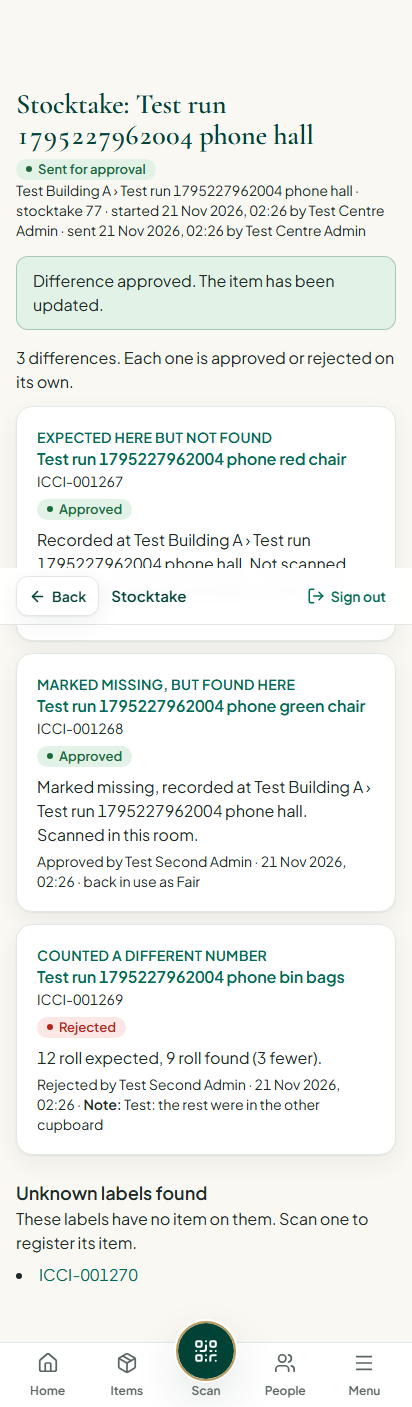 Stocktake: Test run
1795227962004 phone hall
Sent for approval
Test Building A › Test run 1795227962004 phone hall ·
stocktake 77 · started 21 Nov 2026, 02:26 by Test Centre
Admin · sent 21 Nov 2026, 02:26 by Test Centre Admin
Difference approved. The item has been
updated.
3 differences. Each one is approved or rejected on
its own.
EXPECTED HERE BUT NOT FOUND
Test run 1795227962004 phone red chair
ICCI-001267
Approved
Recorded at Test Building A › Test run
1795227962004 phone hall. Not scanned
Back
Stocktake
Sign out
MARKED MISSING, BUT FOUND HERE
Test run 1795227962004 phone green chair
ICCI-001268
Approved
Marked missing, recorded at Test Building A ›
Test run 1795227962004 phone hall.
Scanned in this room.
Approved by Test Second Admin · 21 Nov 2026,
02:26 · back in use as Fair
COUNTED A DIFFERENT NUMBER
Test run 1795227962004 phone bin bags
ICCI-001269
Rejected
12 roll expected, 9 roll found (3 fewer).
Rejected by Test Second Admin · 21 Nov 2026,
02:26 · Note: Test: the rest were in the other
cupboard
Unknown labels found
These labels have no item on them. Scan one to
register its item.
• ICCI-001270
Home
Items
Scan
People
Menu